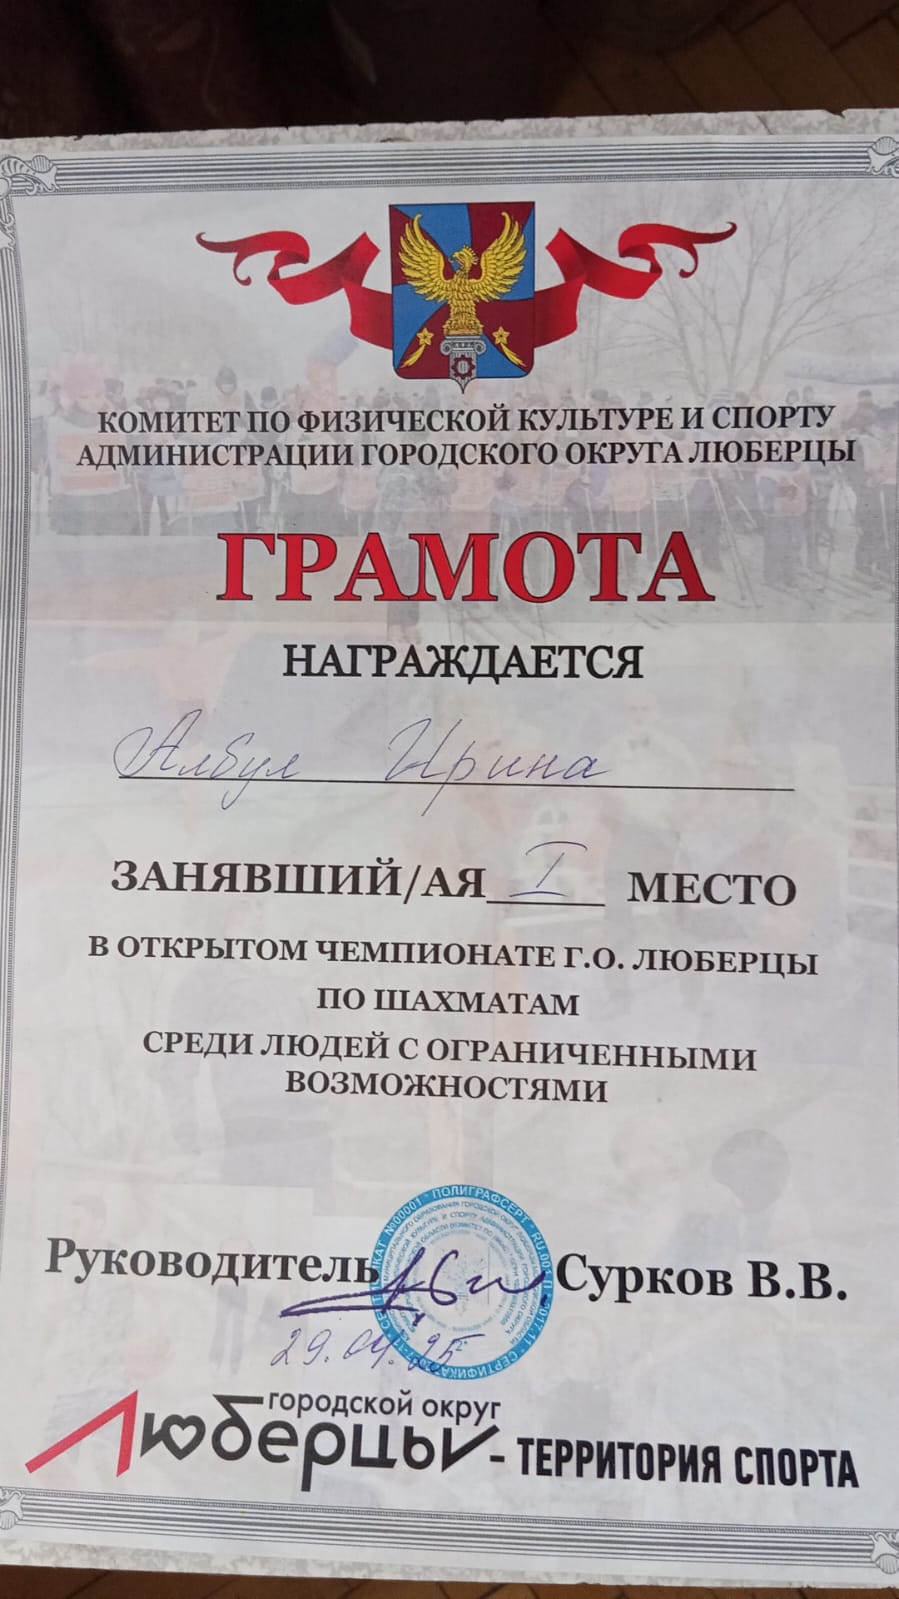 КОМИТЕТ ПО ФИЗИЧЕСКОЙ КУЛЬТУРЕ И СПОРТУ
АДМИНИСТРАЦИИ ГОРОДСКОГО ОКРУГА ЛЮБЕРЦЫ
ГРАМОТА
НАГРАЖДАЕТСЯ
Албул Ирина
ЗАНЯВШИЙ/АЯ I МЕСТО
В ОТКРЫТОМ ЧЕМПИОНАТЕ Г.О. ЛЮБЕРЦЫ
ПО ШАХМАТАМ
СРЕДИ ЛЮДЕЙ С ОГРАНИЧЕННЫМИ
ВОЗМОЖНОСТЯМИ
Руководитель Сурков В.В.
29.04.25
городской округ
Люберцы - ТЕРРИТОРИЯ СПОРТА